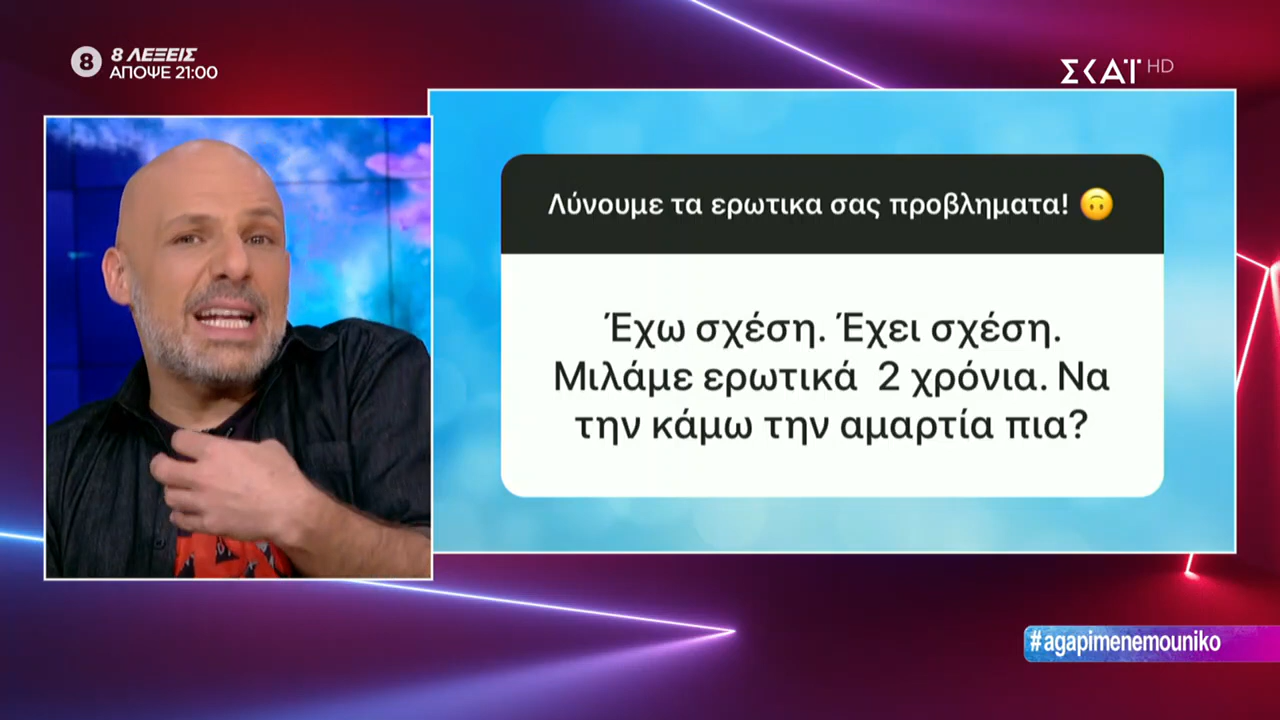 8 8 ΛΕΞΕΙΣ
ΑΠΟΨΕ 21:00
ΣΚΑΪ HD
Λύνουμε τα ερωτικα σας προβληματα! 🙃
Έχω σχέση. Έχει σχέση.
Μιλάμε ερωτικά 2 χρόνια. Να
την κάμω την αμαρτία πια?
#agapimenemouniko